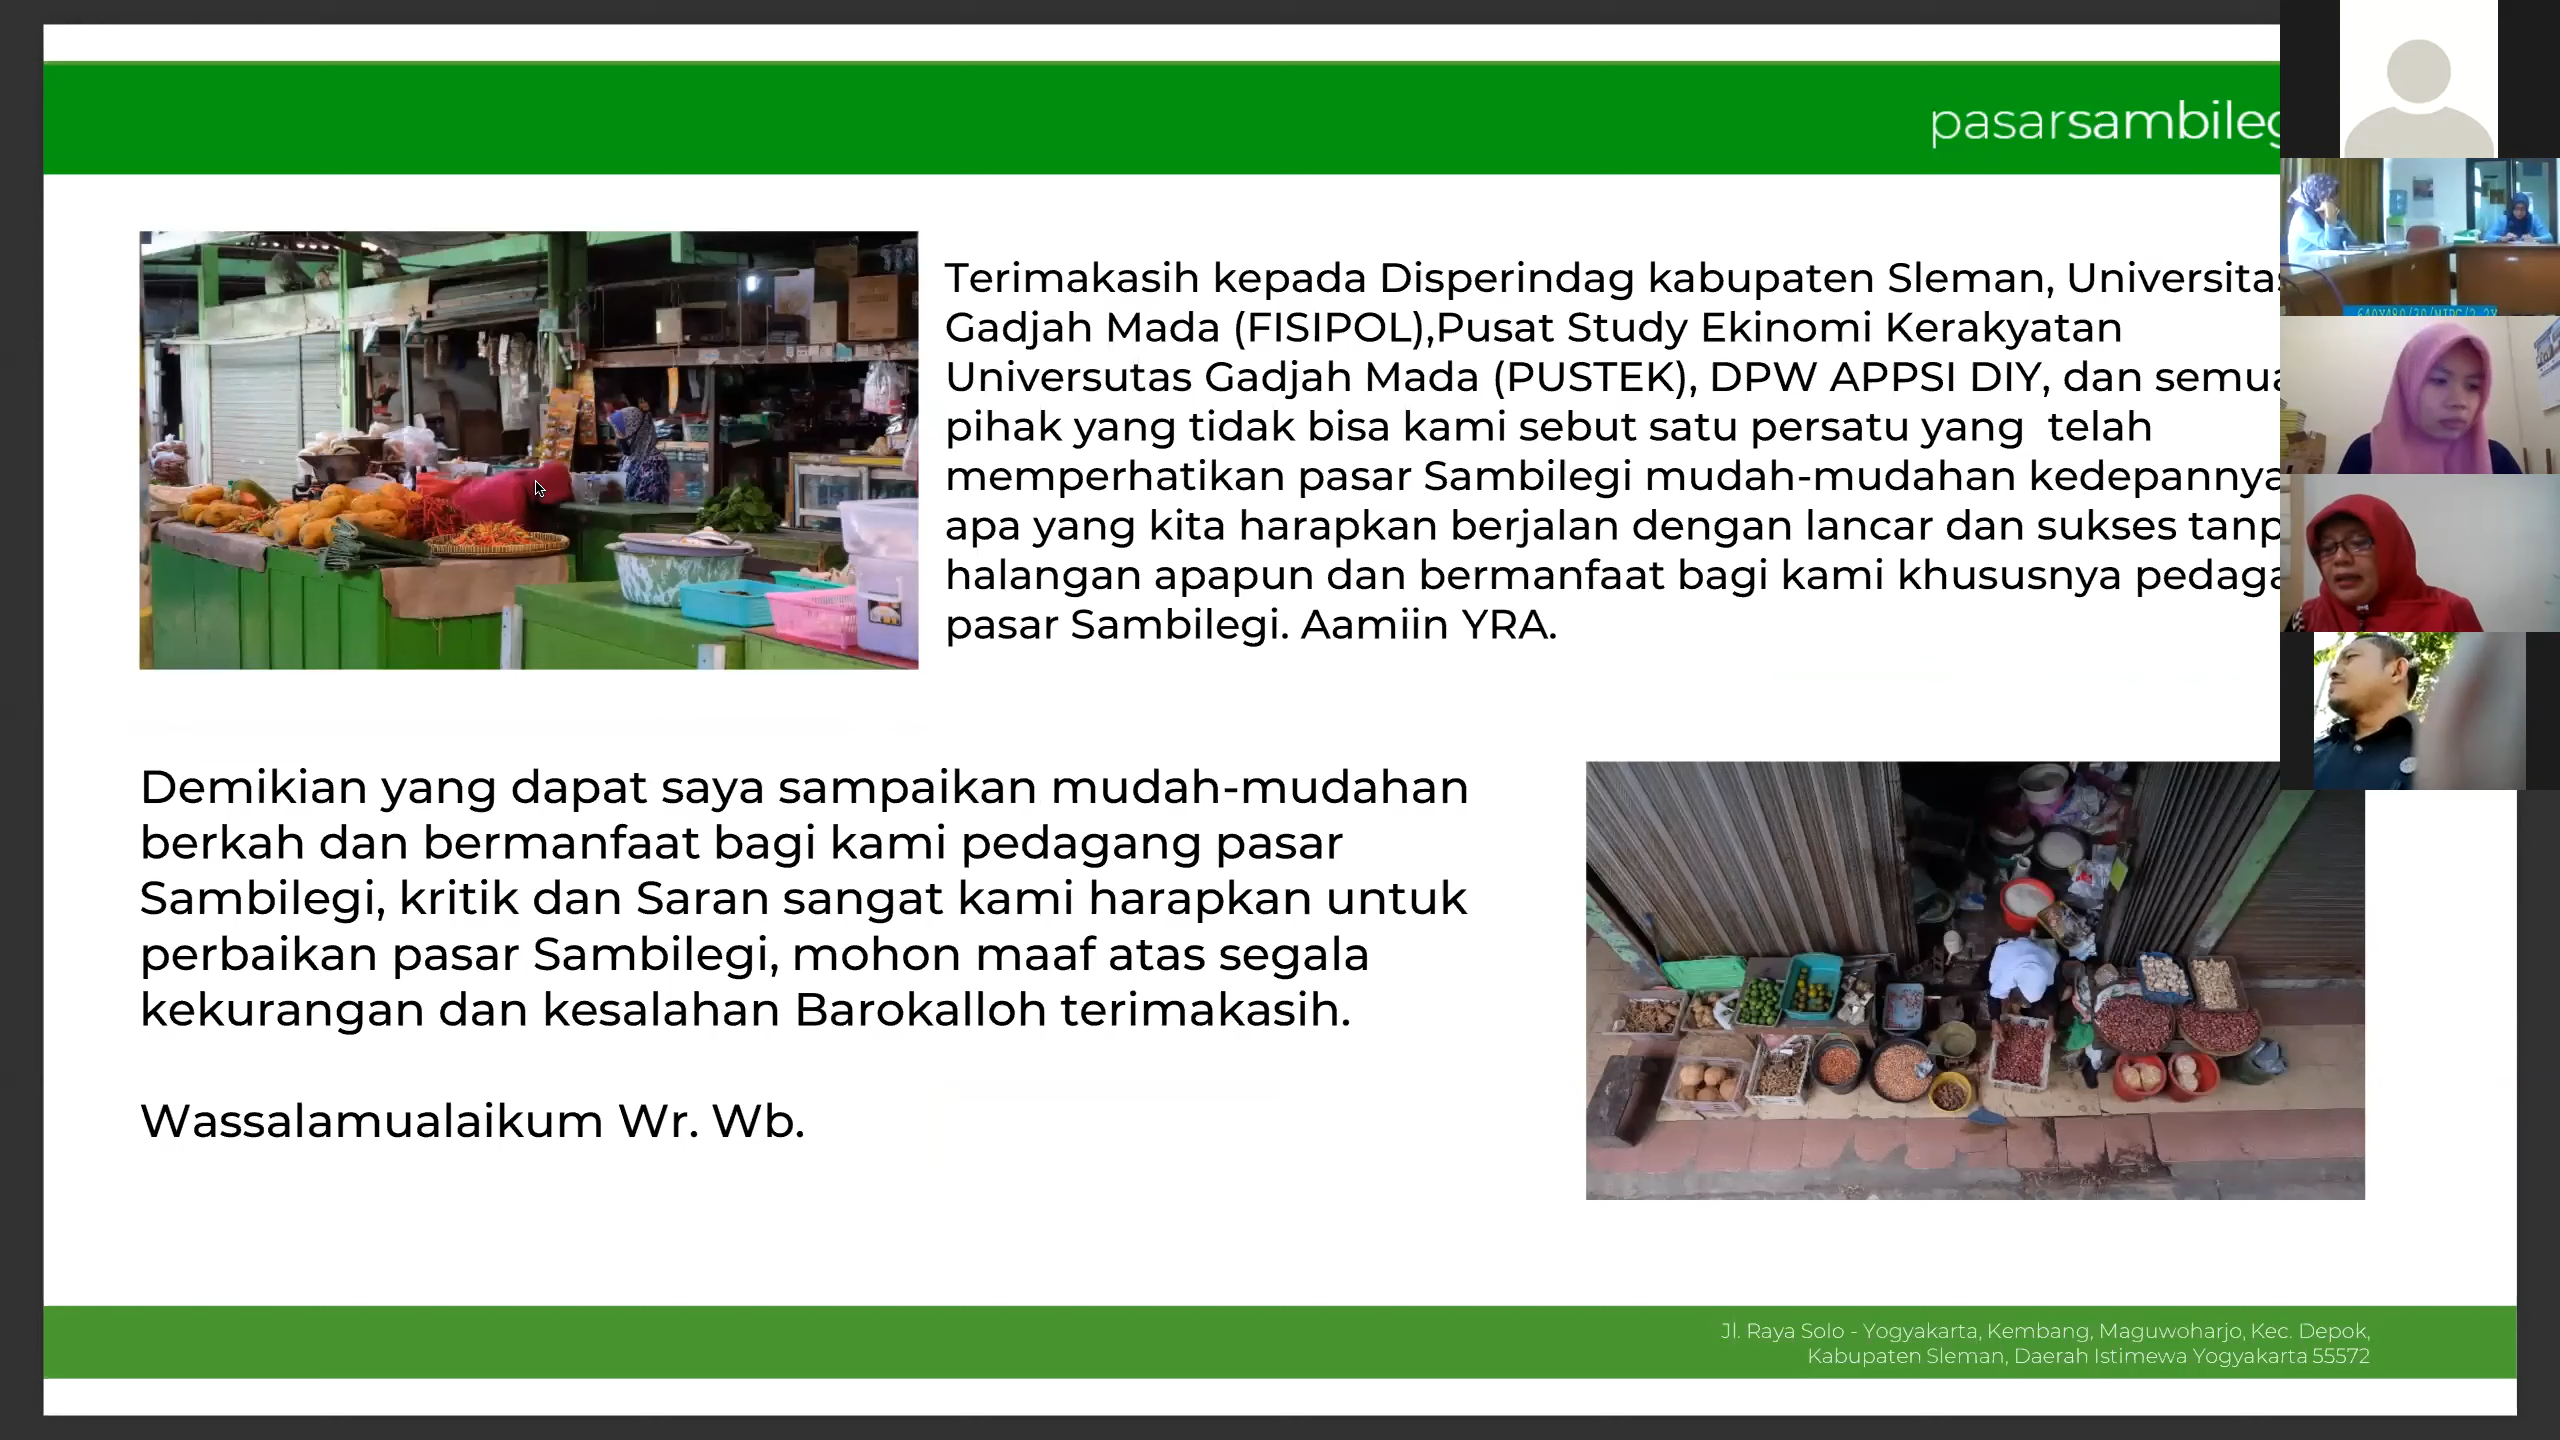 pasarsambileg
Terimakasih kepada Disperindag kabupaten Sleman, Universitas
Gadjah Mada (FISIPOL),Pusat Study Ekinomi Kerakyatan
Universutas Gadjah Mada (PUSTEK), DPW APPSI DIY, dan semua
pihak yang tidak bisa kami sebut satu persatu yang  telah
memperhatikan pasar Sambilegi mudah-mudahan kedepannya
apa yang kita harapkan berjalan dengan lancar dan sukses tanp
halangan apapun dan bermanfaat bagi kami khususnya pedaga
pasar Sambilegi. Aamiin YRA.
Demikian yang dapat saya sampaikan mudah-mudahan
berkah dan bermanfaat bagi kami pedagang pasar
Sambilegi, kritik dan Saran sangat kami harapkan untuk
perbaikan pasar Sambilegi, mohon maaf atas segala
kekurangan dan kesalahan Barokalloh terimakasih.
Wassalamualaikum Wr. Wb.
Jl. Raya Solo - Yogyakarta, Kembang, Maguwoharjo, Kec. Depok,
Kabupaten Sleman, Daerah Istimewa Yogyakarta 55572